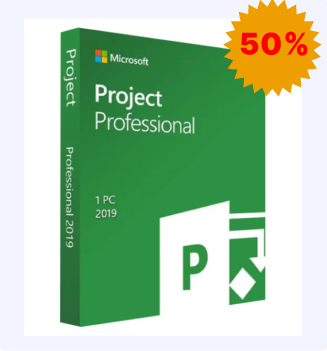 50%
Microsoft
Project
Professional
1 PC
2019
P
Project Professional 2019